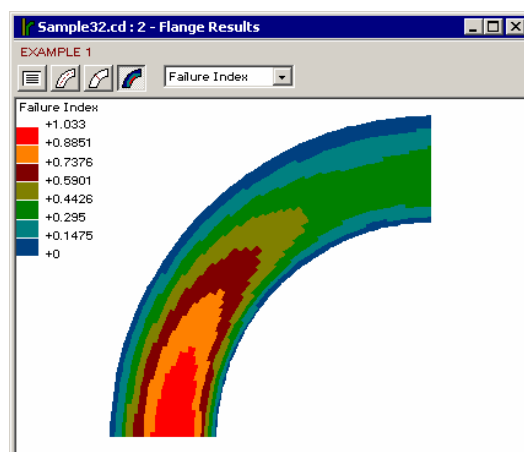 Sample32.cd : 2 - Flange Results
EXAMPLE 1
Failure Index
Failure Index
+1.033
+0.8851
+0.7376
+0.5901
+0.4426
+0.295
+0.1475
+0